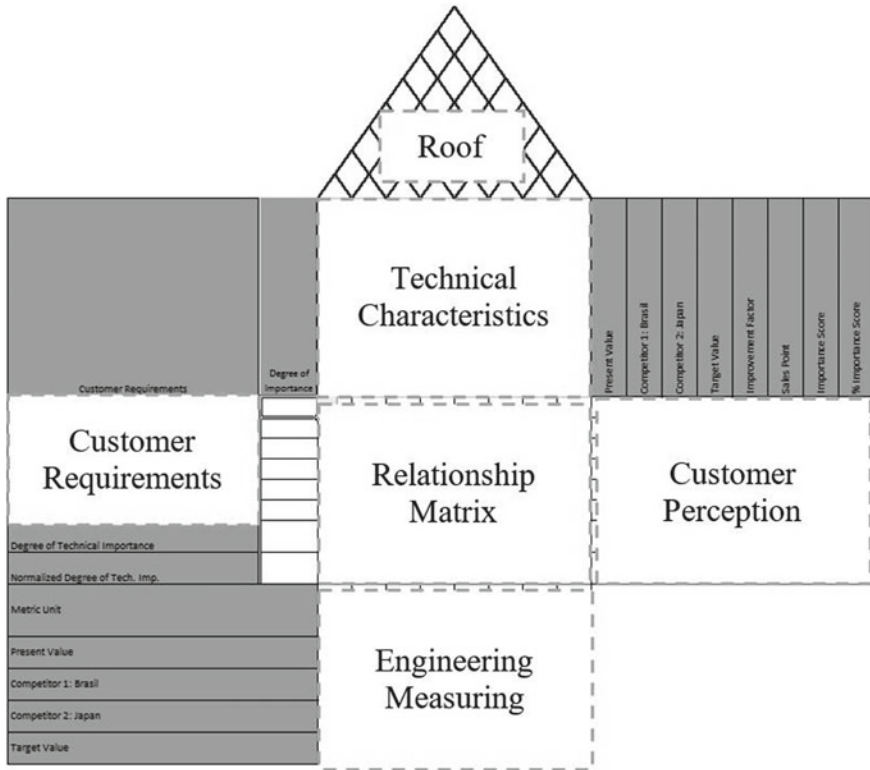 Roof
Technical
Characteristics
Customer Requirements
Degree of
Importance
Present Value
Competitor 1: Brasil
Competitor 2: Japan
Target Value
Improvement Factor
Sales Point
Importance Score
% Importance Score
Customer
Requirements
Relationship
Matrix
Customer
Perception
Degree of Technical Importance
Normalized Degree of Tech. Imp.
Metric Unit
Present Value
Competitor 1: Brasil
Competitor 2: Japan
Target Value
Engineering
Measuring